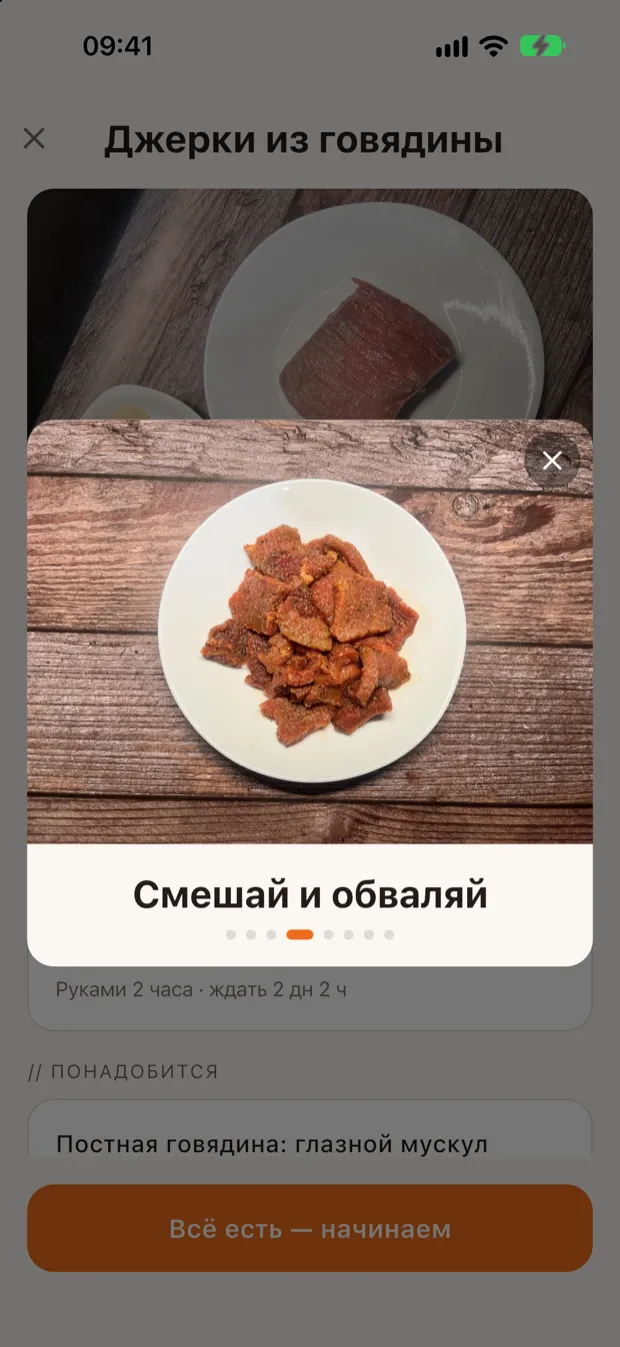 09:41
Джерки из говядины
Смешай и обваляй
Руками 2 часа · ждать 2 дн 2 ч
// ПОНАДОБИТСЯ
Постная говядина: глазной мускул
Всё есть — начинаем